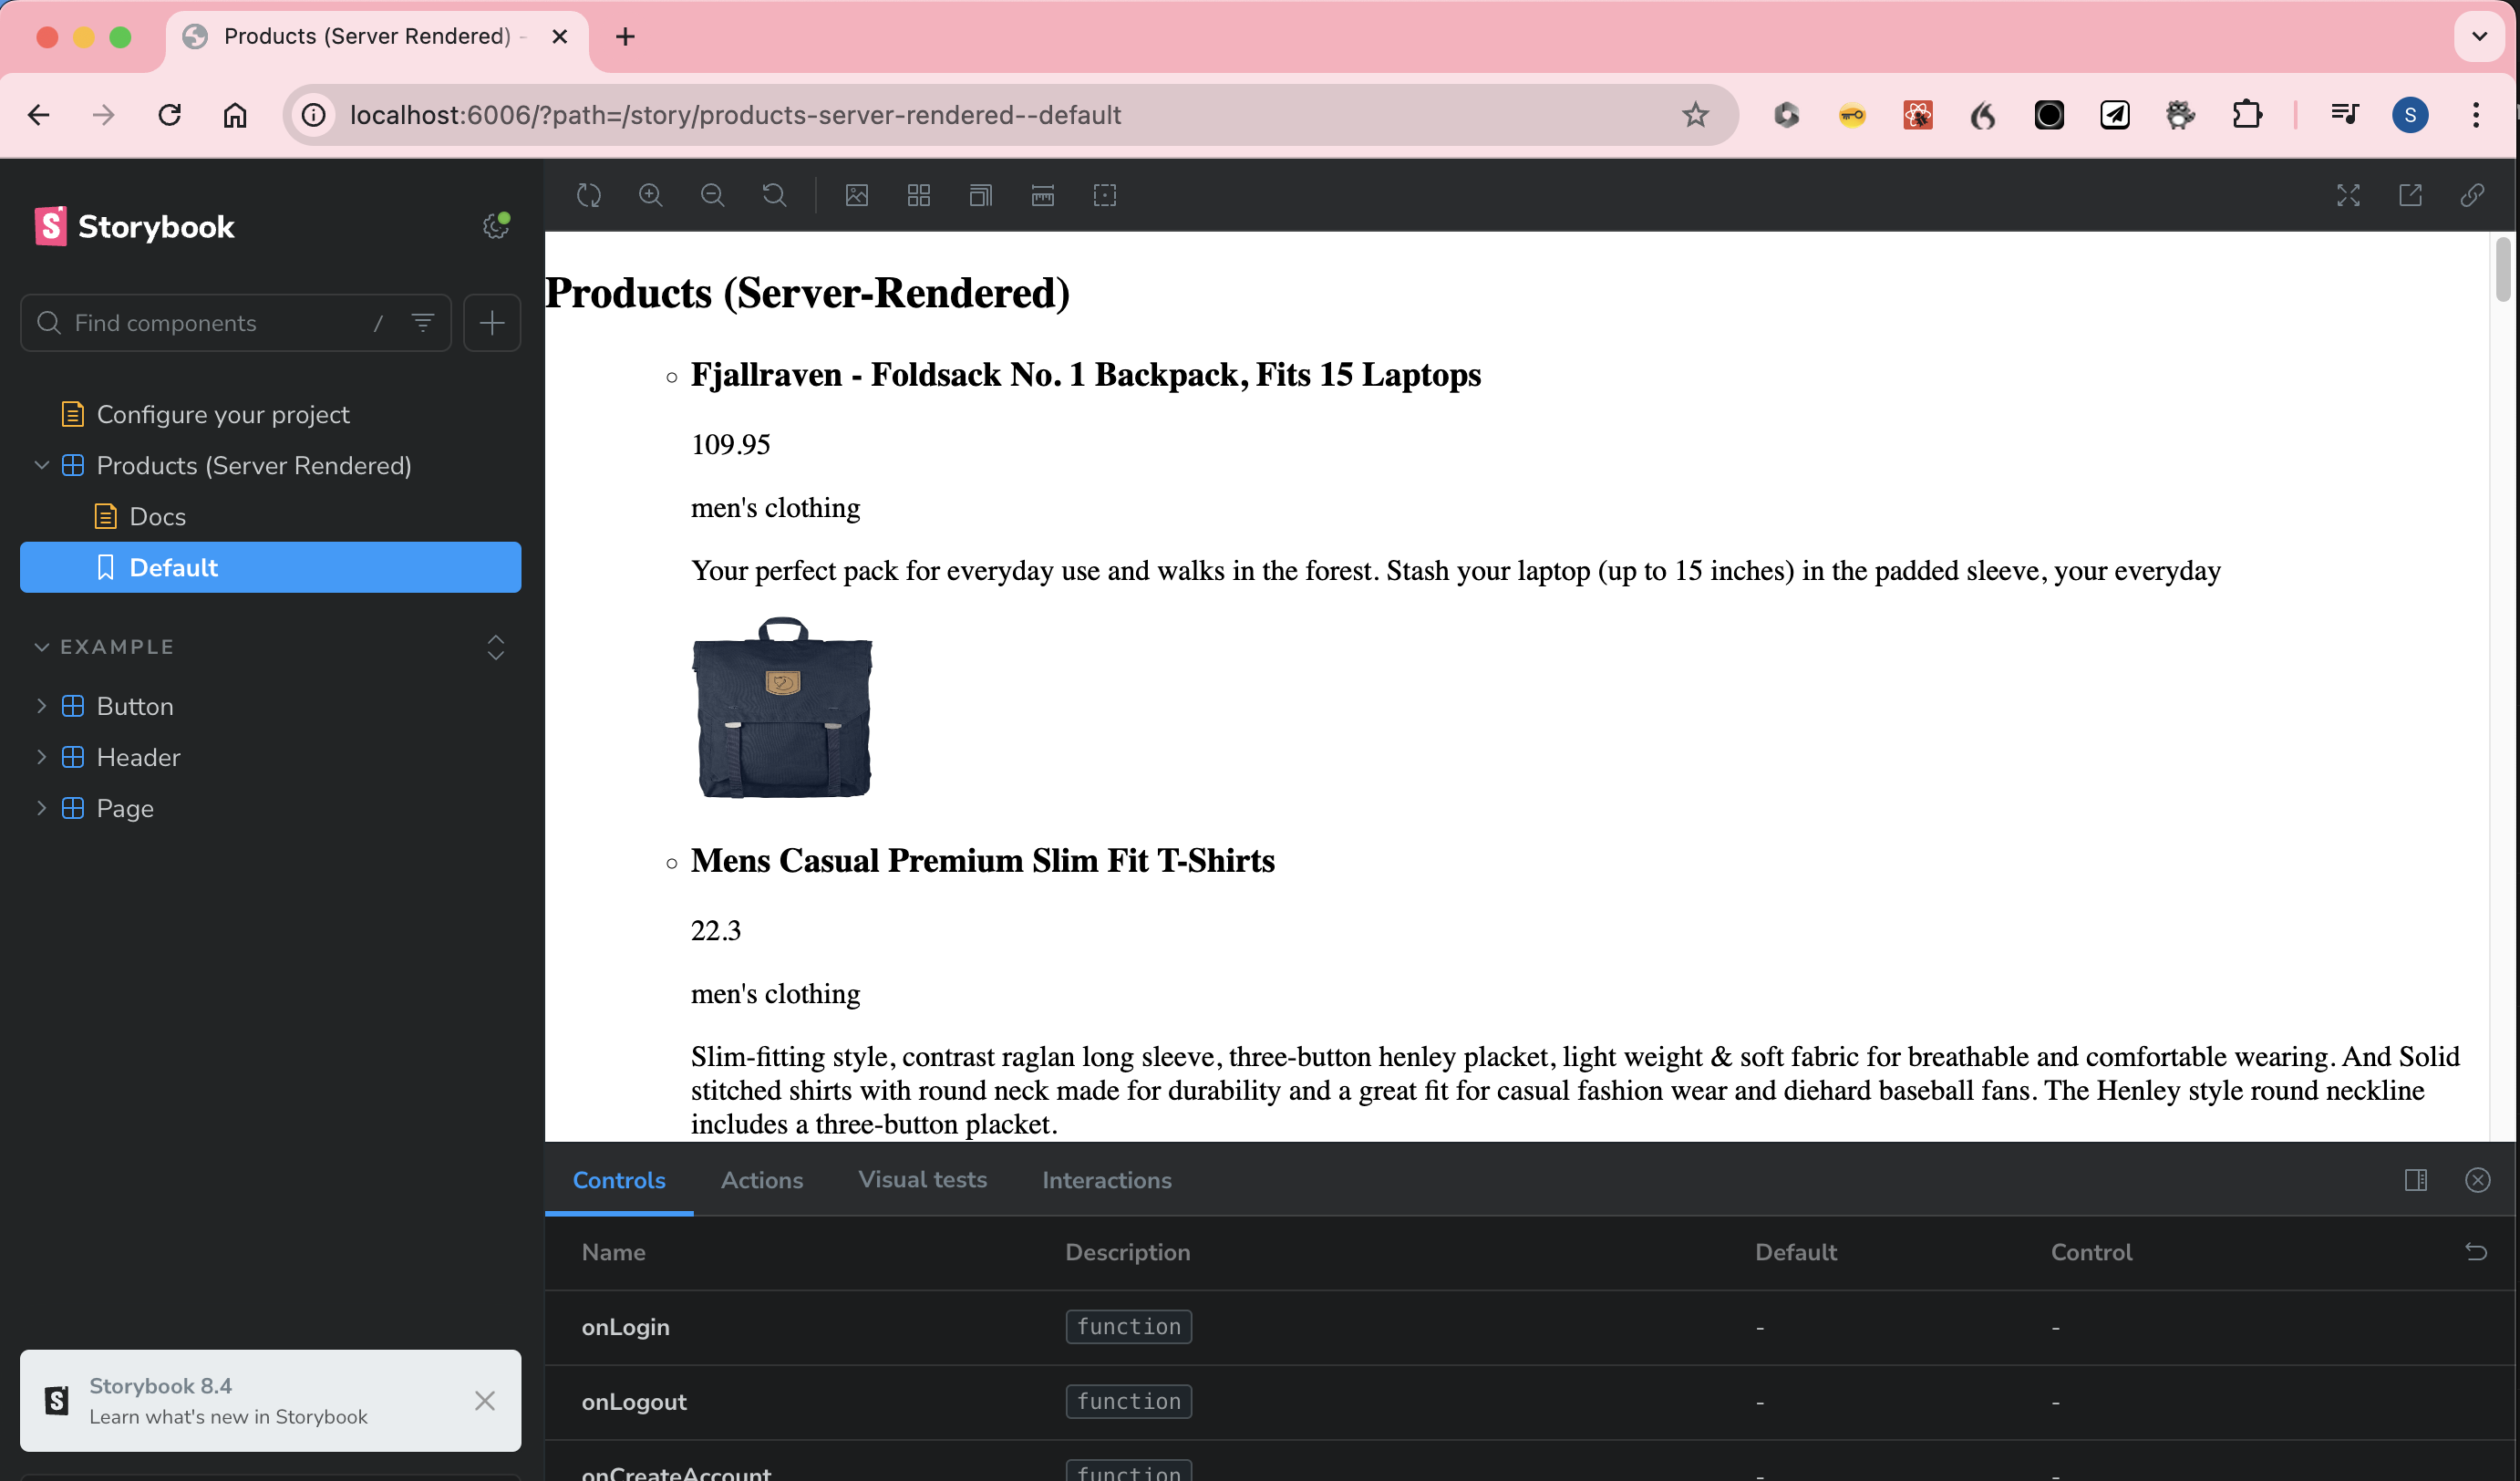 Products (Server Rendered) -
localhost:6006/?path=/story/products-server-rendered--default
S
Storybook
Find components
/
Configure your project
Products (Server Rendered)
Docs
Default
EXAMPLE
Button
Header
Page
Storybook 8.4
Learn what's new in Storybook
Products (Server-Rendered)
Fjallraven - Foldsack No. 1 Backpack, Fits 15 Laptops
109.95
men's clothing
Your perfect pack for everyday use and walks in the forest. Stash your laptop (up to 15 inches) in the padded sleeve, your everyday
Mens Casual Premium Slim Fit T-Shirts
22.3
men's clothing
Slim-fitting style, contrast raglan long sleeve, three-button henley placket, light weight & soft fabric for breathable and comfortable wearing. And Solid
stitched shirts with round neck made for durability and a great fit for casual fashion wear and diehard baseball fans. The Henley style round neckline
includes a three-button placket.
Controls Actions Visual tests Interactions
Name Description Default Control
onLogin function - -
onLogout function - -
onCreateAccount function - -